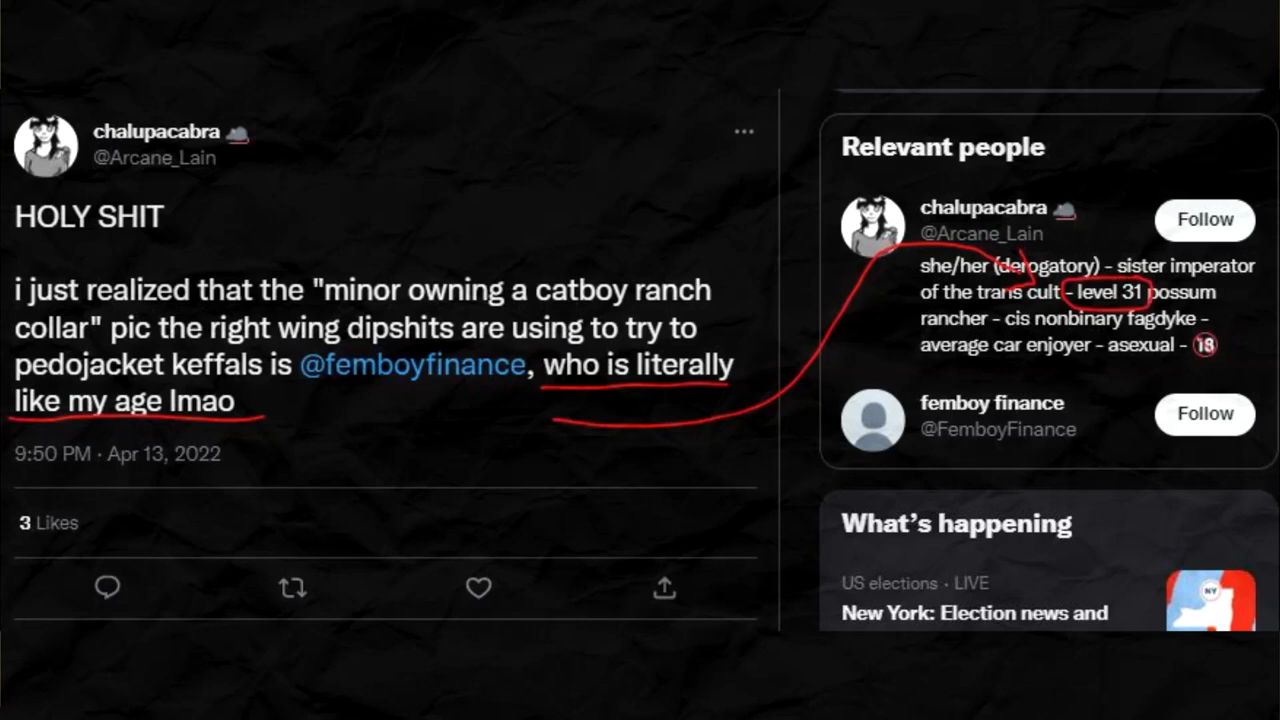 chalupacabra
@Arcane_Lain
HOLY SHIT
i just realized that the "minor owning a catboy ranch
collar" pic the right wing dipshits are using to try to
pedojacket keffals is @femboyfinance, who is literally
like my age lmao
9:50 PM · Apr 13, 2022
3 Likes
Relevant people
chalupacabra
@Arcane_Lain
Follow
she/her (derogatory) - sister imperator
of the trans cult - level 31 possum
rancher - cis nonbinary fagdyke -
average car enjoyer - asexual - 🔞
femboy finance
@FemboyFinance
Follow
What's happening
US elections · LIVE
New York: Election news and
NY